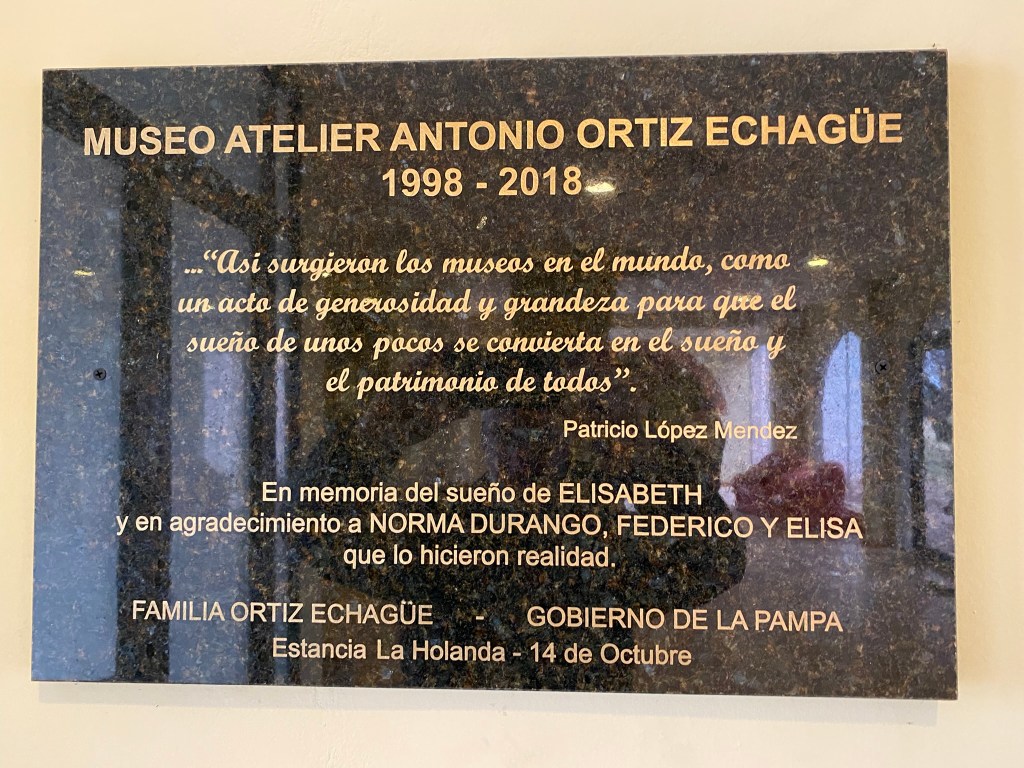 MUSEO ATELIER ANTONIO ORTIZ ECHAGÜE
1998 - 2018
..."Asi surgieron los museos en el mundo, como
un acto de generosidad y grandeza para que el
sueño de unos pocos se convierta en el sueño y
el patrimonio de todos".
Patricio López Mendez
En memoria del sueño de ELISABETH
y en agradecimiento a NORMA DURANGO, FEDERICO Y ELISA
que lo hicieron realidad.
FAMILIA ORTIZ ECHAGÜE - GOBIERNO DE LA PAMPA
Estancia La Holanda - 14 de Octubre